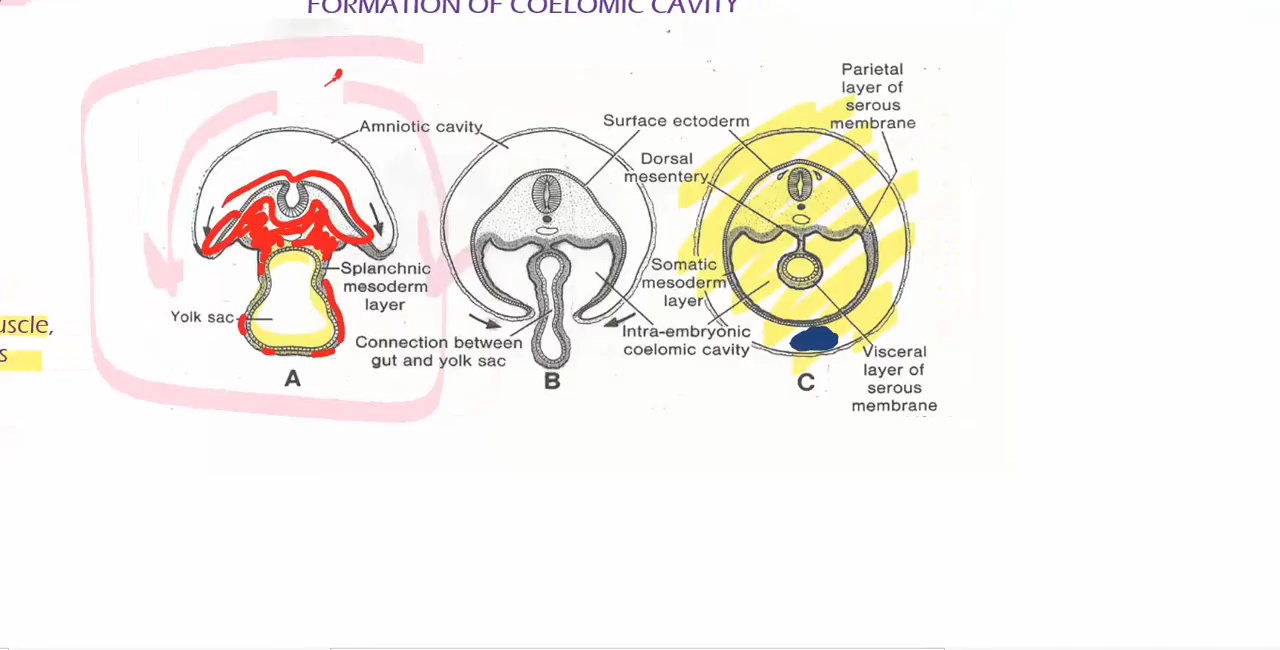 FORMATION OF COELOMIC CAVITY
Parietal
layer of
serous
membrane
Amniotic cavity
Surface ectoderm
Dorsal
mesentery
Splanchnic
mesoderm
layer
Somatic
mesoderm
layer
Yolk sac
uscle,
s
Connection between
gut and yolk sac
Intra-embryonic
coelomic cavity
Visceral
layer of
serous
membrane
A
B
C